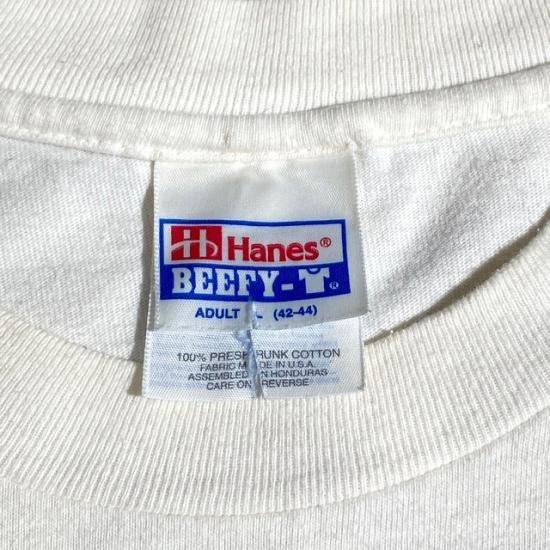 Hanes®
BEEFY-T®
ADULT L (42-44)
100% PRESHRUNK COTTON
FABRIC MADE IN U.S.A.
ASSEMBLED IN HONDURAS
CARE ON REVERSE